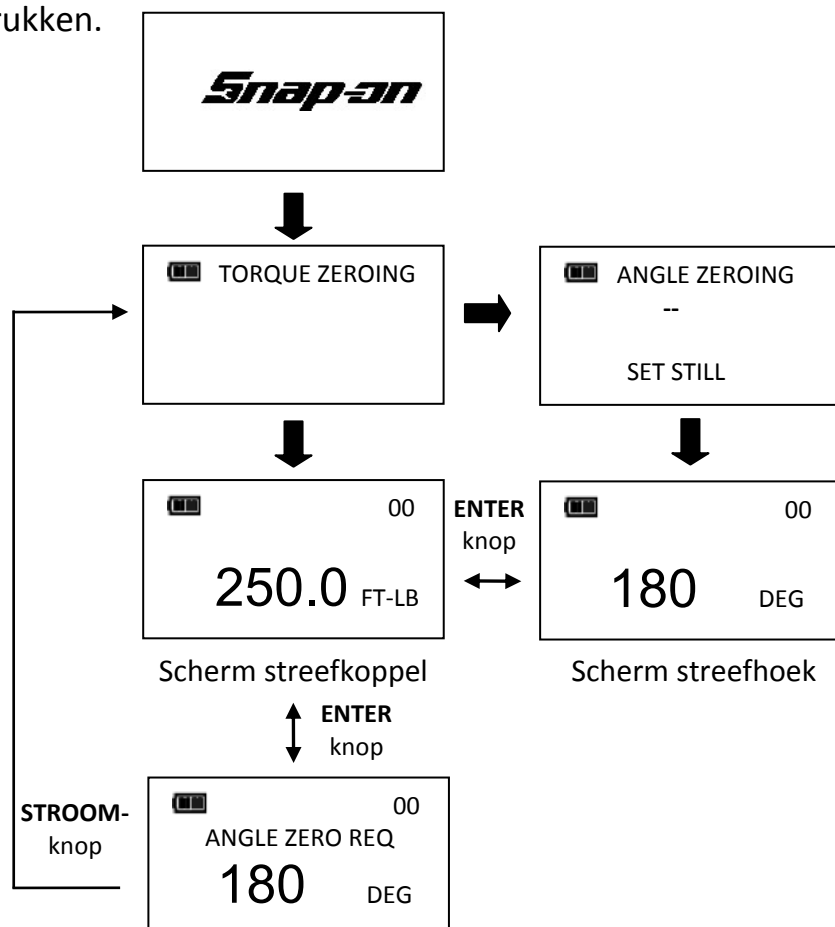 Snap-on
TORQUE ZEROING
ANGLE ZEROING
--
SET STILL
00
250.0 FT-LB
ENTER
knop
00
180 DEG
Scherm streefkoppel
Scherm streefhoek
ENTER
knop
STROOM-
knop
00
ANGLE ZERO REQ
180 DEG